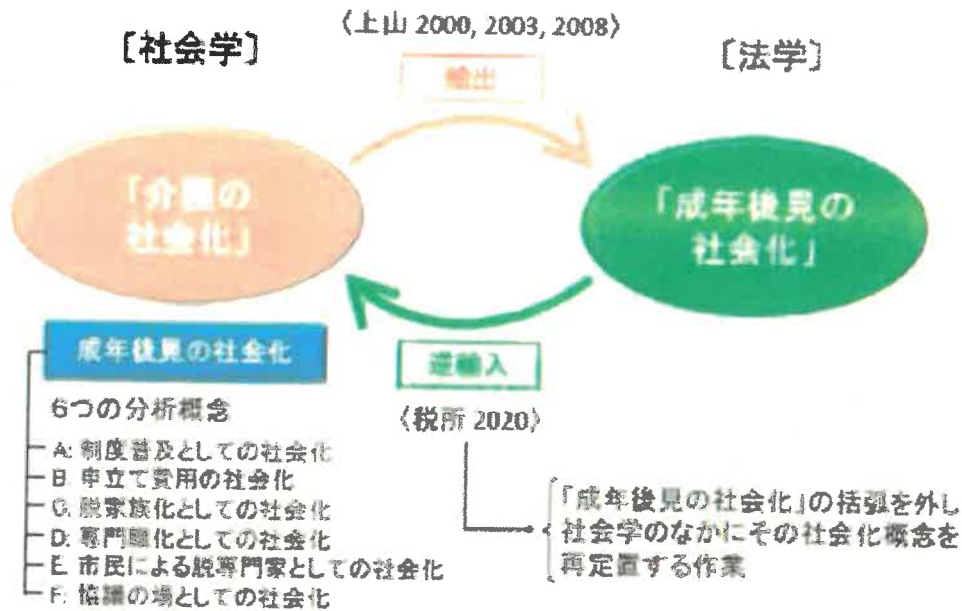 〈上山 2000, 2003, 2008〉
〔社会学〕
〔法学〕
輸出
「介護の
社会化」
「成年後見の
社会化」
成年後見の社会化
逆輸入
6つの分析概念
〈税所 2020〉
A: 制度普及としての社会化
B: 申立て費用の社会化
C: 脱家族化としての社会化
D: 専門職化としての社会化
E: 市民による脱専門家としての社会化
F: 協議の場としての社会化
「成年後見の社会化」の括弧を外し
社会学のなかにその社会化概念を
再定置する作業